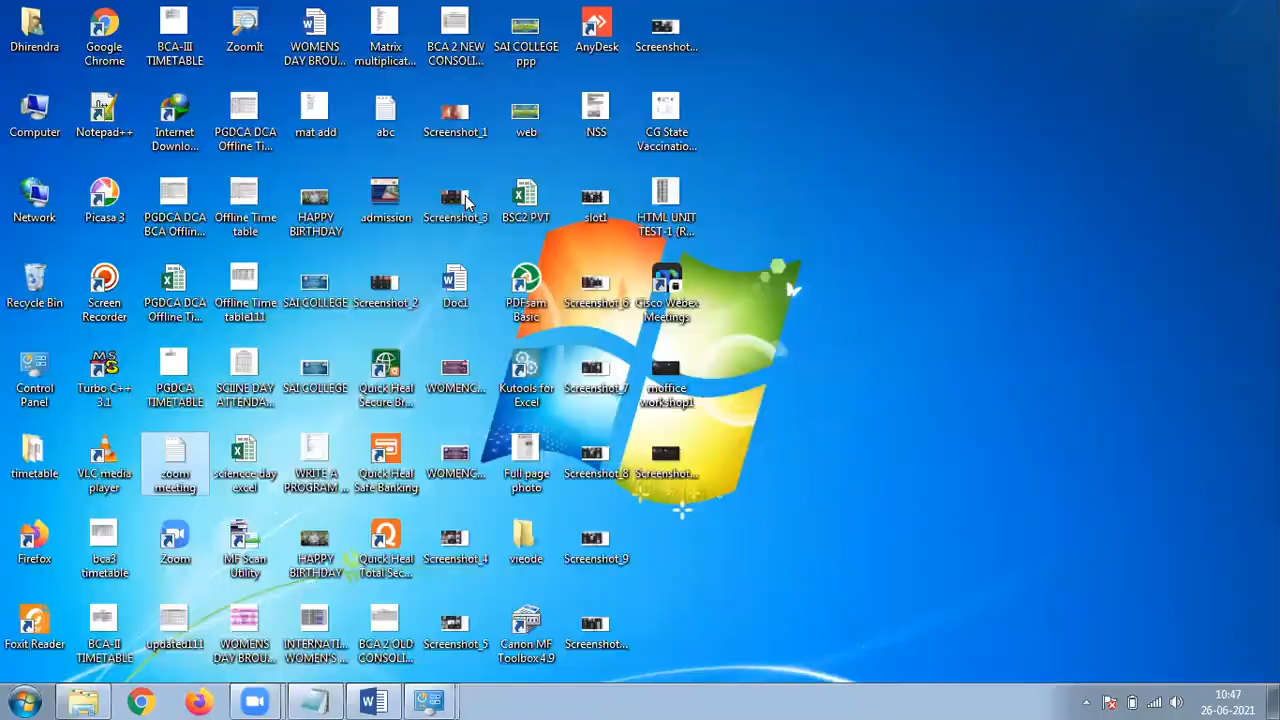 Dhirendra
Google
Chrome
BCA-III
TIMETABLE
ZoomIt
WOMENS
DAY BROU...
Matrix
multiplicat...
BCA 2 NEW
CONSOLI...
SAI COLLEGE
ppp
AnyDesk
Screenshot...
Computer
Notepad++
Internet
Downlo...
PGDCA DCA
Offline Ti...
mat add
abc
Screenshot_1
web
NSS
CG State
Vaccinatio...
Network
Picasa 3
PGDCA DCA
BCA Offlin...
Offline Time
table
HAPPY
BIRTHDAY
admission
Screenshot_3
BSC2 PVT
slot1
HTML UNIT
TEST-1 (R...
Recycle Bin
Screen
Recorder
PGDCA DCA
Offline Ti...
Offline Time
table111
SAI COLLEGE
Screenshot_2
Doc1
PDFsam
Basic
Screenshot_6
Cisco Webex
Meetings
Control
Panel
Turbo C++
3.1
PGDCA
TIMETABLE
SCIINE DAY
ATTENDA...
SAI COLLEGE
Quick Heal
Secure Br...
WOMENC...
Kutools for
Excel
Screenshot_7
moffice
workshop1
timetable
VLC media
player
zoom
meeting
sciencce day
excel
WRITE A
PROGRAM ...
Quick Heal
Safe Banking
WOMENC...
Full page
photo
Screenshot_8
Screenshot...
Firefox
bca3
timetable
Zoom
MF Scan
Utility
HAPPY
BIRTHDAY
Quick Heal
Total Sec...
Screenshot_4
vieode
Screenshot_9
Foxit Reader
BCA-II
TIMETABLE
updated111
WOMENS
DAY BROU...
INTERNATI...
WOMEN'S ...
BCA 2 OLD
CONSOLI...
Screenshot_5
Canon MF
Toolbox 4.9
Screenshot...
10:47
26-06-2021